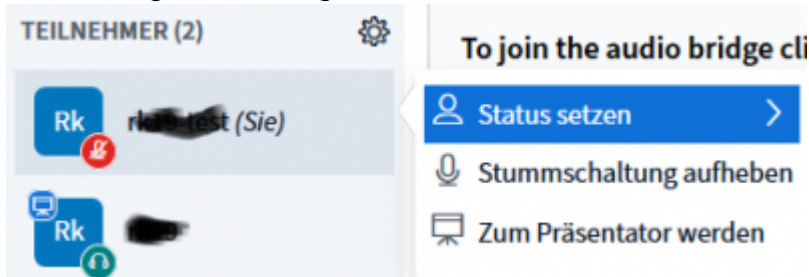 TEILNEHMER (2)
To join the audio bridge cli
Rk (Sie)
Status setzen
Stummschaltung aufheben
Rk
Zum Präsentator werden